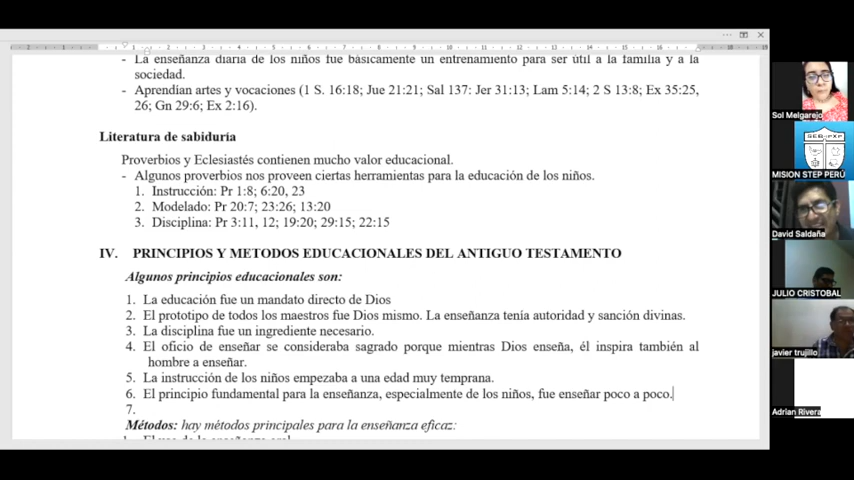 - La enseñanza diaria de los niños fue básicamente un entrenamiento para ser útil a la familia y a la
sociedad.
- Aprendían artes y vocaciones (1 S. 16:18; Jue 21:21; Sal 137: Jer 31:13; Lam 5:14; 2 S 13:8; Ex 35:25,
26; Gn 29:6; Ex 2:16).
Literatura de sabiduría
Proverbios y Eclesiastés contienen mucho valor educacional.
- Algunos proverbios nos proveen ciertas herramientas para la educación de los niños.
1. Instrucción: Pr 1:8; 6:20, 23
2. Modelado: Pr 20:7; 23:26; 13:20
3. Disciplina: Pr 3:11, 12; 19:20; 29:15; 22:15
IV. PRINCIPIOS Y METODOS EDUCACIONALES DEL ANTIGUO TESTAMENTO
Algunos principios educacionales son:
1. La educación fue un mandato directo de Dios
2. El prototipo de todos los maestros fue Dios mismo. La enseñanza tenía autoridad y sanción divinas.
3. La disciplina fue un ingrediente necesario.
4. El oficio de enseñar se consideraba sagrado porque mientras Dios enseña, él inspira también al
hombre a enseñar.
5. La instrucción de los niños empezaba a una edad muy temprana.
6. El principio fundamental para la enseñanza, especialmente de los niños, fue enseñar poco a poco.
7.
Métodos: hay métodos principales para la enseñanza eficaz:
1. El uso de la enseñanza oral
Sol Melgarejo
MISION STEP PERÚ
David Saldaña
JULIO CRISTOBAL
javier trujillo
Adrian Rivera